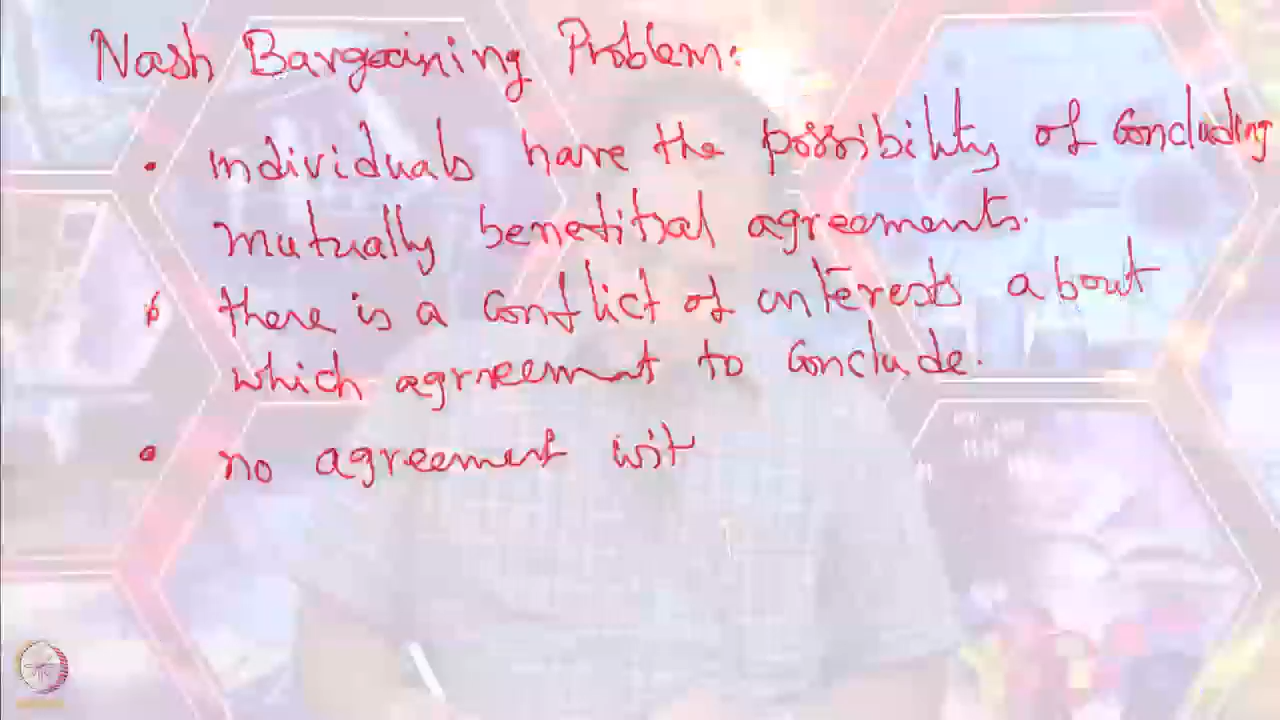 Nash Bargaining Problem:
• individuals have the possibility of concluding
mutually benefitial agreements.
• there is a conflict of interests about
which agreement to conclude.
• no agreement wit